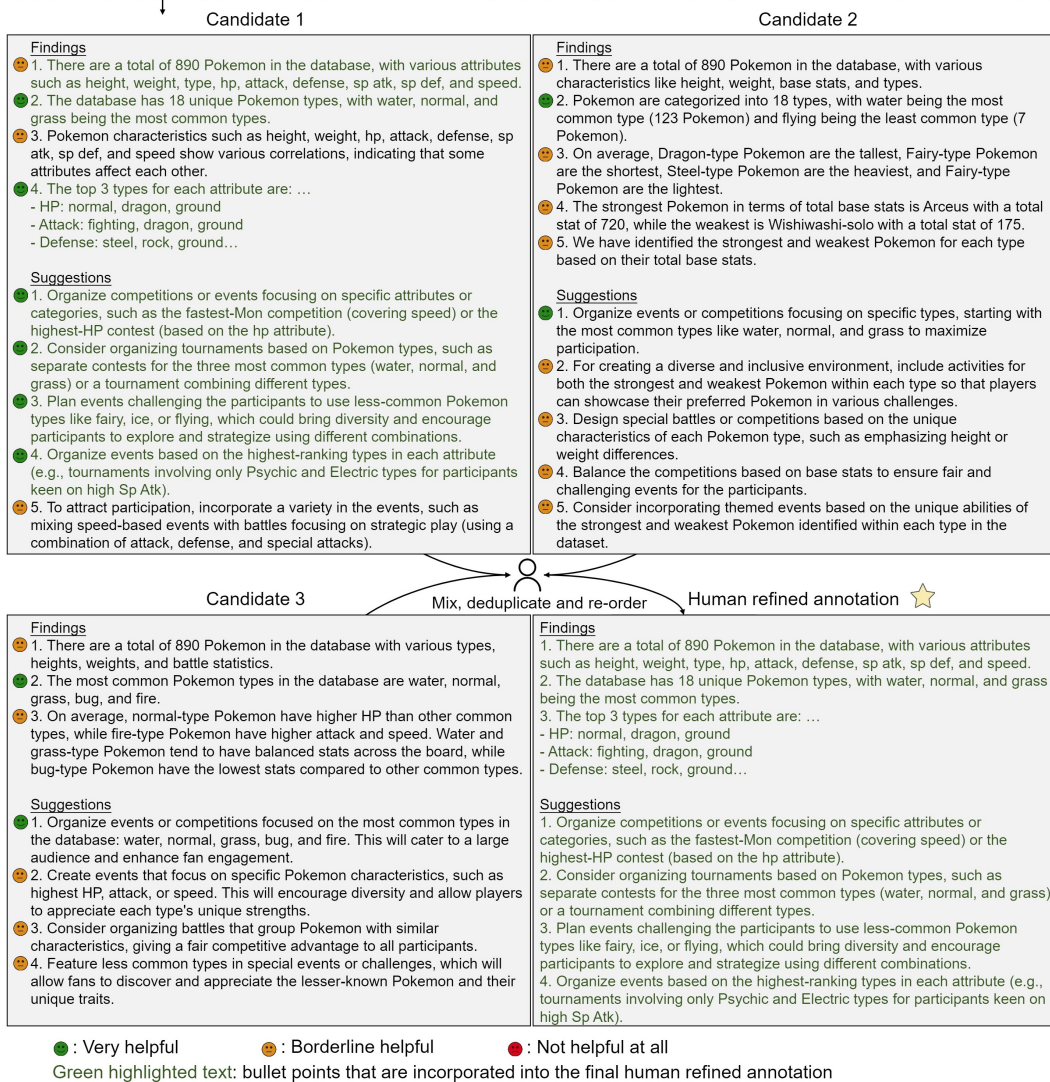 Candidate 1
Findings
1. There are a total of 890 Pokemon in the database, with various attributes
such as height, weight, type, hp, attack, defense, sp atk, sp def, and speed.
2. The database has 18 unique Pokemon types, with water, normal, and
grass being the most common types.
3. Pokemon characteristics such as height, weight, hp, attack, defense, sp
atk, sp def, and speed show various correlations, indicating that some
attributes affect each other.
4. The top 3 types for each attribute are: …
- HP: normal, dragon, ground
- Attack: fighting, dragon, ground
- Defense: steel, rock, ground…
Suggestions
1. Organize competitions or events focusing on specific attributes or
categories, such as the fastest-Mon competition (covering speed) or the
highest-HP contest (based on the hp attribute).
2. Consider organizing tournaments based on Pokemon types, such as
separate contests for the three most common types (water, normal, and
grass) or a tournament combining different types.
3. Plan events challenging the participants to use less-common Pokemon
types like fairy, ice, or flying, which could bring diversity and encourage
participants to explore and strategize using different combinations.
4. Organize events based on the highest-ranking types in each attribute
(e.g., tournaments involving only Psychic and Electric types for participants
keen on high Sp Atk).
5. To attract participation, incorporate a variety in the events, such as
mixing speed-based events with battles focusing on strategic play (using a
combination of attack, defense, and special attacks).
Candidate 2
Findings
1. There are a total of 890 Pokemon in the database, with various
characteristics like height, weight, base stats, and types.
2. Pokemon are categorized into 18 types, with water being the most
common type (123 Pokemon) and flying being the least common type (7
Pokemon).
3. On average, Dragon-type Pokemon are the tallest, Fairy-type Pokemon
are the shortest, Steel-type Pokemon are the heaviest, and Fairy-type
Pokemon are the lightest.
4. The strongest Pokemon in terms of total base stats is Arceus with a total
stat of 720, while the weakest is Wishiwashi-solo with a total stat of 175.
5. We have identified the strongest and weakest Pokemon for each type
based on their total base stats.
Suggestions
1. Organize events or competitions focusing on specific types, starting with
the most common types like water, normal, and grass to maximize
participation.
2. For creating a diverse and inclusive environment, include activities for
both the strongest and weakest Pokemon within each type so that players
can showcase their preferred Pokemon in various challenges.
3. Design special battles or competitions based on the unique
characteristics of each Pokemon type, such as emphasizing height or
weight differences.
4. Balance the competitions based on base stats to ensure fair and
challenging events for the participants.
5. Consider incorporating themed events based on the unique abilities of
the strongest and weakest Pokemon identified within each type in the
dataset.
Mix, deduplicate and re-order
Candidate 3
Findings
1. There are a total of 890 Pokemon in the database with various types,
heights, weights, and battle statistics.
2. The most common Pokemon types in the database are water, normal,
grass, bug, and fire.
3. On average, normal-type Pokemon have higher HP than other common
types, while fire-type Pokemon have higher attack and speed. Water and
grass-type Pokemon tend to have balanced stats across the board, while
bug-type Pokemon have the lowest stats compared to other common types.
Suggestions
1. Organize events or competitions focused on the most common types in
the database: water, normal, grass, bug, and fire. This will cater to a large
audience and enhance fan engagement.
2. Create events that focus on specific Pokemon characteristics, such as
highest HP, attack, or speed. This will encourage diversity and allow players
to appreciate each type's unique strengths.
3. Consider organizing battles that group Pokemon with similar
characteristics, giving a fair competitive advantage to all participants.
4. Feature less common types in special events or challenges, which will
allow fans to discover and appreciate the lesser-known Pokemon and their
unique traits.
Human refined annotation
Findings
1. There are a total of 890 Pokemon in the database, with various attributes
such as height, weight, type, hp, attack, defense, sp atk, sp def, and speed.
2. The database has 18 unique Pokemon types, with water, normal, and grass
being the most common types.
3. The top 3 types for each attribute are: …
- HP: normal, dragon, ground
- Attack: fighting, dragon, ground
- Defense: steel, rock, ground…
Suggestions
1. Organize competitions or events focusing on specific attributes or
categories, such as the fastest-Mon competition (covering speed) or the
highest-HP contest (based on the hp attribute).
2. Consider organizing tournaments based on Pokemon types, such as
separate contests for the three most common types (water, normal, and grass)
or a tournament combining different types.
3. Plan events challenging the participants to use less-common Pokemon
types like fairy, ice, or flying, which could bring diversity and encourage
participants to explore and strategize using different combinations.
4. Organize events based on the highest-ranking types in each attribute (e.g.,
tournaments involving only Psychic and Electric types for participants keen on
high Sp Atk).
: Very helpful
: Borderline helpful
: Not helpful at all
Green highlighted text: bullet points that are incorporated into the final human refined annotation